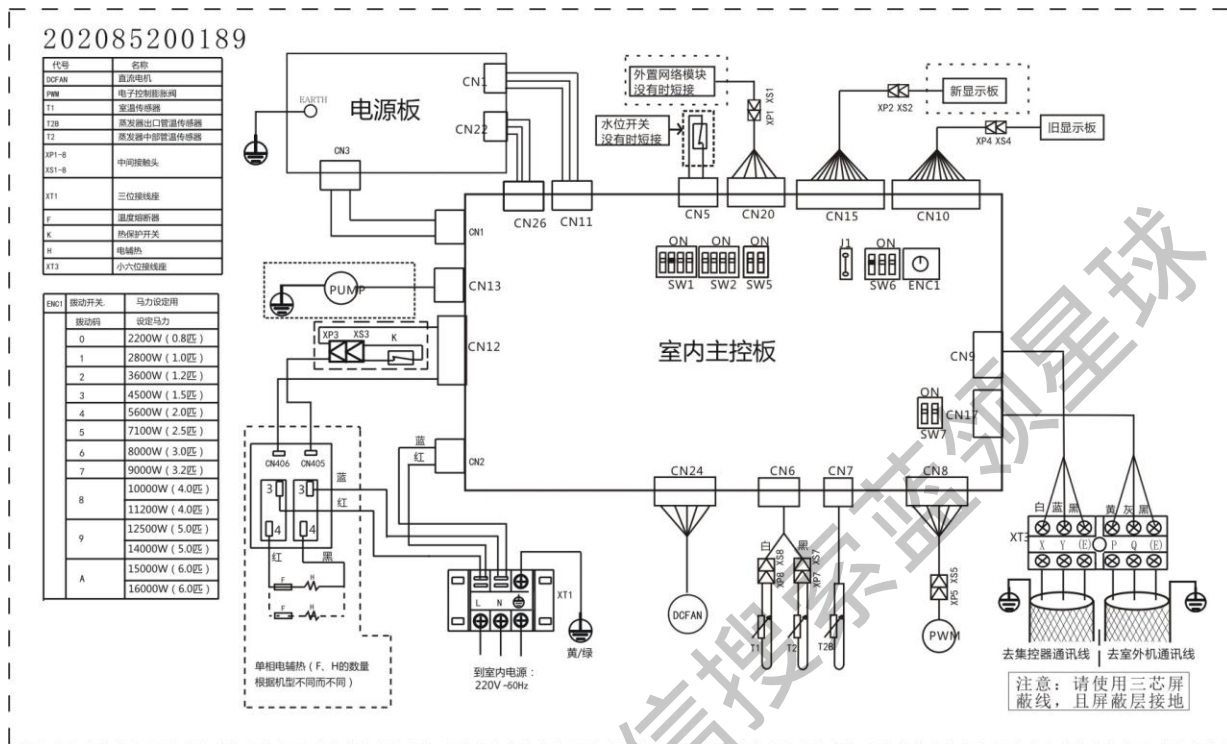 202085200189
代号 名称
DCFAN 直流电机
PWM 电子控制膨胀阀
T1 室温传感器
T2B 蒸发器出口管温传感器
T2 蒸发器中部管温传感器
XP1-8
XS1-8
中间接触头
XT1 三位接线座
F 温度熔断器
K 热保护开关
H 电辅热
XT3 小六位接线座
ENC1 拨动开关 马力设定用
拨动码 设定马力
0 2200W（0.8匹）
1 2800W（1.0匹）
2 3600W（1.2匹）
3 4500W（1.5匹）
4 5600W（2.0匹）
5 7100W（2.5匹）
6 8000W（3.0匹）
7 9000W（3.2匹）
8 10000W（4.0匹）
11200W（4.0匹）
9 12500W（5.0匹）
14000W（5.0匹）
A 15000W（6.0匹）
16000W（6.0匹）
EARTH
电源板
CN1
CN22
CN3
外置网络模块
没有时短接
水位开关
没有时短接
XP1 XS1
XP2 XS2
新显示板
XP4 XS4
旧显示板
CN26 CN11 CN5 CN20 CN15 CN10
CN1
CN13
CN12
CN2
PUMP
XP3 XS3 K
ON ON ON
SW1 SW2 SW5
J1 ON
SW6 ENC1
室内主控板
CN9
CN17
ON
SW7
CN24 CN6 CN7 CN8
蓝
红
CN406 CN405
3 3
4 4
蓝
红
红 黑
F H
F H
单相电辅热（F、H的数量
根据机型不同而不同）
L N
XT1
黄/绿
到室内电源：
220V ~60Hz
DCFAN
白 黑
XP8 XS8
XP7 XS7
T1 T2 T2B
XP5 XS5
PWM
白 蓝 黑 黄 灰 黑
XT3
X Y (E) P Q (E)
去集控器通讯线 去室外机通讯线
注意：请使用三芯屏
蔽线，且屏蔽层接地
信搜索蓝领星球